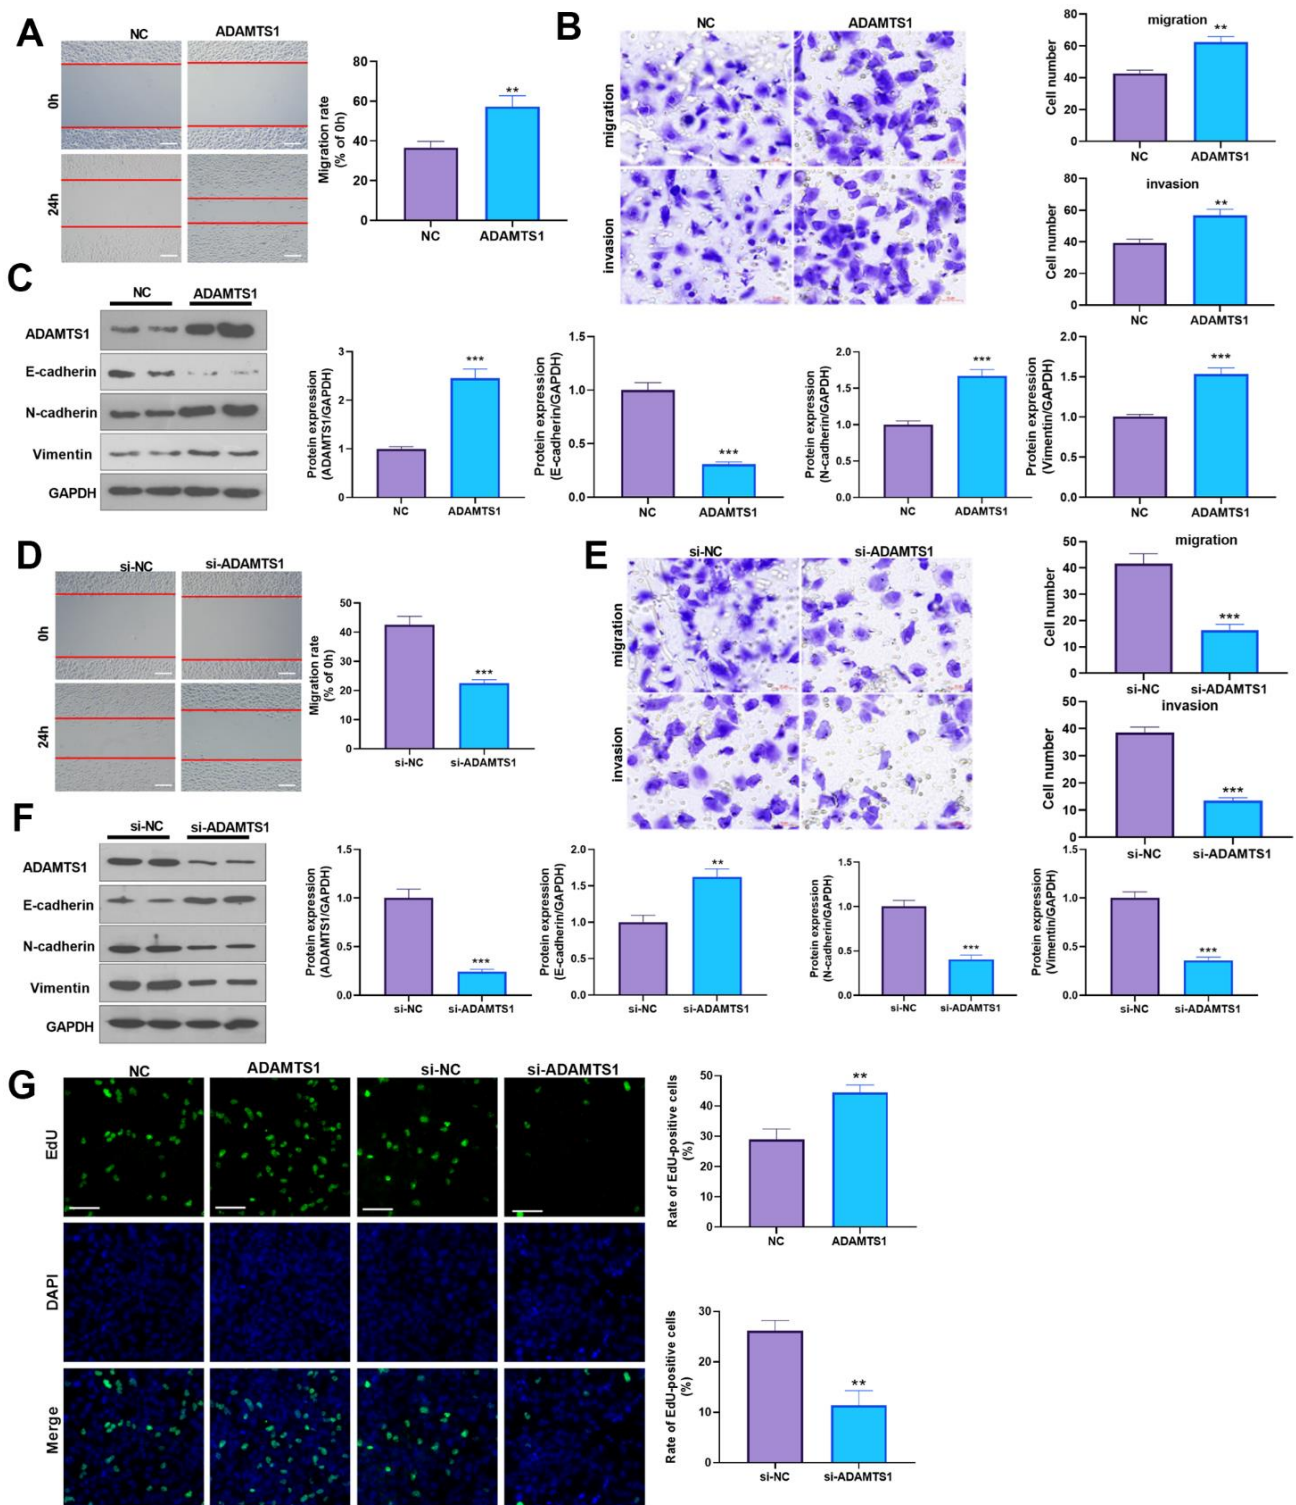 A
NC
ADAMTS1
0h
24h
Migration rate
(% of 0h)
80
60
40
20
0
**
NC
ADAMTS1
B
NC
ADAMTS1
migration
invasion
migration
Cell number
80
60
40
20
0
**
NC
ADAMTS1
invasion
Cell number
80
60
40
20
0
**
NC
ADAMTS1
C
NC
ADAMTS1
ADAMTS1
E-cadherin
N-cadherin
Vimentin
GAPDH
Protein expression
(ADAMTS1/GAPDH)
3
2
1
0
***
NC
ADAMTS1
Protein expression
(E-cadherin/GAPDH)
1.5
1.0
0.5
0.0
***
NC
ADAMTS1
Protein expression
(N-cadherin/GAPDH)
2.0
1.5
1.0
0.5
0.0
***
NC
ADAMTS1
Protein expression
(Vimentin/GAPDH)
2.0
1.5
1.0
0.5
0.0
***
NC
ADAMTS1
D
si-NC
si-ADAMTS1
0h
24h
Migration rate
(% of 0h)
50
40
30
20
10
0
***
si-NC
si-ADAMTS1
E
si-NC
si-ADAMTS1
migration
invasion
migration
Cell number
50
40
30
20
10
0
***
si-NC
si-ADAMTS1
invasion
Cell number
50
40
30
20
10
0
***
si-NC
si-ADAMTS1
F
si-NC
si-ADAMTS1
ADAMTS1
E-cadherin
N-cadherin
Vimentin
GAPDH
Protein expression
(ADAMTS1/GAPDH)
1.5
1.0
0.5
0.0
***
si-NC
si-ADAMTS1
Protein expression
(E-cadherin/GAPDH)
2.0
1.5
1.0
0.5
0.0
**
si-NC
si-ADAMTS1
Protein expression
(N-cadherin/GAPDH)
1.5
1.0
0.5
0.0
***
si-NC
si-ADAMTS1
Protein expression
(Vimentin/GAPDH)
1.5
1.0
0.5
0.0
***
si-NC
si-ADAMTS1
G
NC
ADAMTS1
si-NC
si-ADAMTS1
EdU
DAPI
Merge
Rate of EdU-positive cells
(%)
50
40
30
20
10
0
**
NC
ADAMTS1
Rate of EdU-positive cells
(%)
30
20
10
0
**
si-NC
si-ADAMTS1